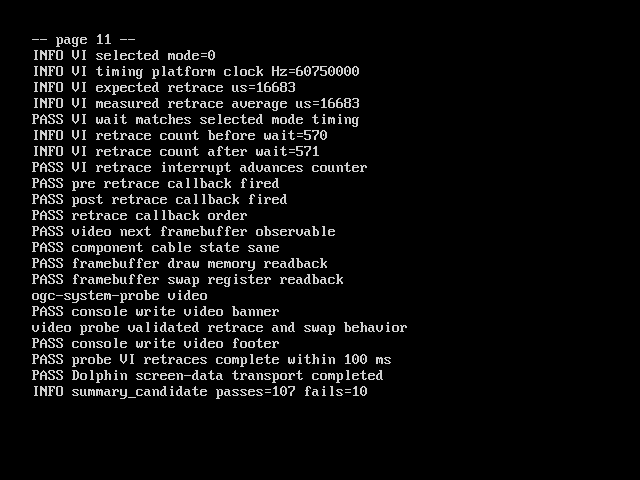 -- page 11 --
INFO VI selected mode=0
INFO VI timing platform clock Hz=60750000
INFO VI expected retrace us=16683
INFO VI measured retrace average us=16683
PASS VI wait matches selected mode timing
INFO VI retrace count before wait=570
INFO VI retrace count after wait=571
PASS VI retrace interrupt advances counter
PASS pre retrace callback fired
PASS post retrace callback fired
PASS retrace callback order
PASS video next framebuffer observable
PASS component cable state sane
PASS framebuffer draw memory readback
PASS framebuffer swap register readback
ogc-system-probe video
PASS console write video banner
video probe validated retrace and swap behavior
PASS console write video footer
PASS probe VI retraces complete within 100 ms
PASS Dolphin screen-data transport completed
INFO summary_candidate passes=107 fails=10